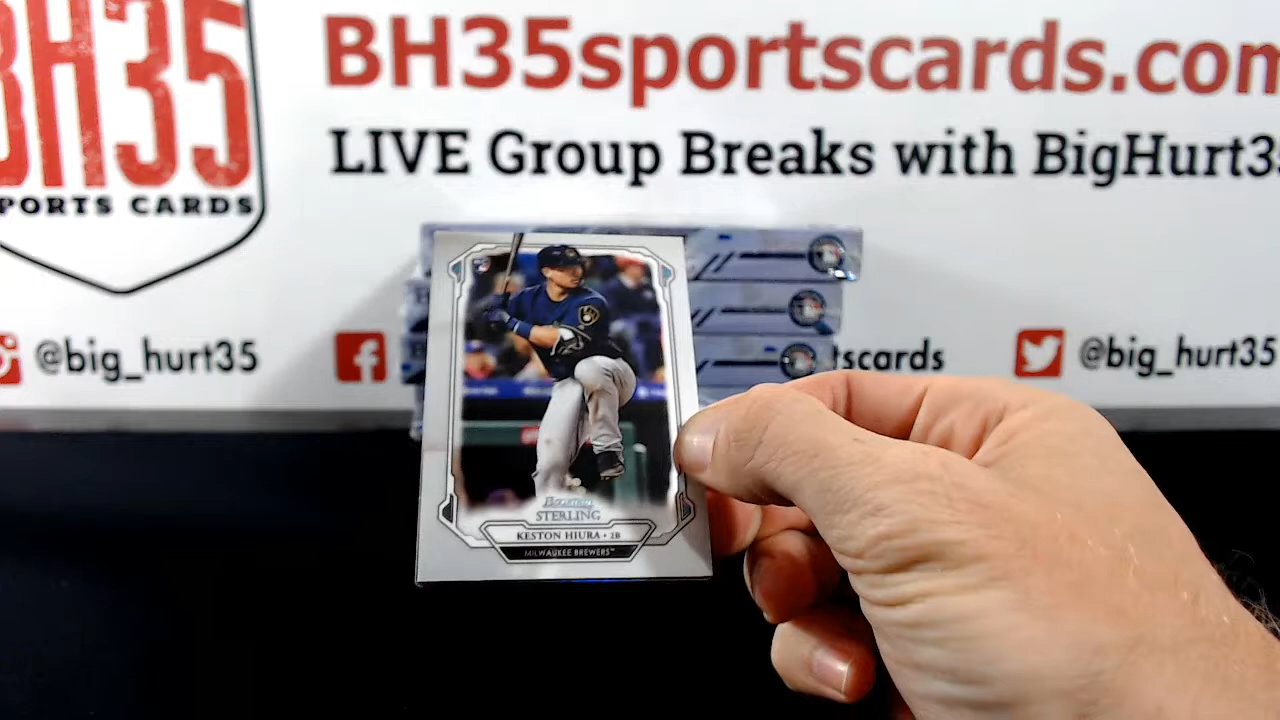 BH35
SPORTS CARDS
BH35sportscards.com
LIVE Group Breaks with BigHurt35
@big_hurt35
tscards
@big_hurt35
Bowman
STERLING
KESTON HIURA • 2B
MILWAUKEE BREWERS™